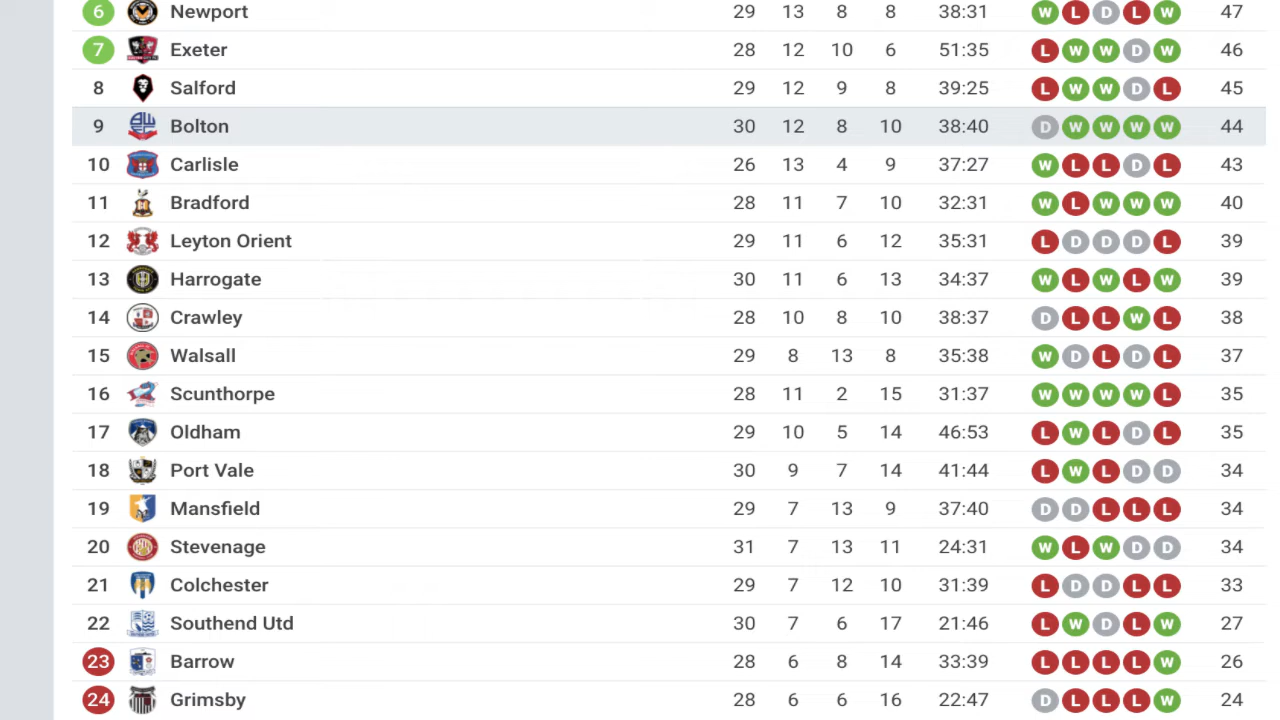 6 Newport 29 13 8 8 38:31 W L D L W 47
7 Exeter 28 12 10 6 51:35 L W W D W 46
8 Salford 29 12 9 8 39:25 L W W D L 45
9 Bolton 30 12 8 10 38:40 D W W W W 44
10 Carlisle 26 13 4 9 37:27 W L L D L 43
11 Bradford 28 11 7 10 32:31 W L W W W 40
12 Leyton Orient 29 11 6 12 35:31 L D D D L 39
13 Harrogate 30 11 6 13 34:37 W L W L W 39
14 Crawley 28 10 8 10 38:37 D L L W L 38
15 Walsall 29 8 13 8 35:38 W D L D L 37
16 Scunthorpe 28 11 2 15 31:37 W W W W L 35
17 Oldham 29 10 5 14 46:53 L W L D L 35
18 Port Vale 30 9 7 14 41:44 L W L D D 34
19 Mansfield 29 7 13 9 37:40 D D L L L 34
20 Stevenage 31 7 13 11 24:31 W L W D D 34
21 Colchester 29 7 12 10 31:39 L D D L L 33
22 Southend Utd 30 7 6 17 21:46 L W D L W 27
23 Barrow 28 6 8 14 33:39 L L L L W 26
24 Grimsby 28 6 6 16 22:47 D L L L W 24